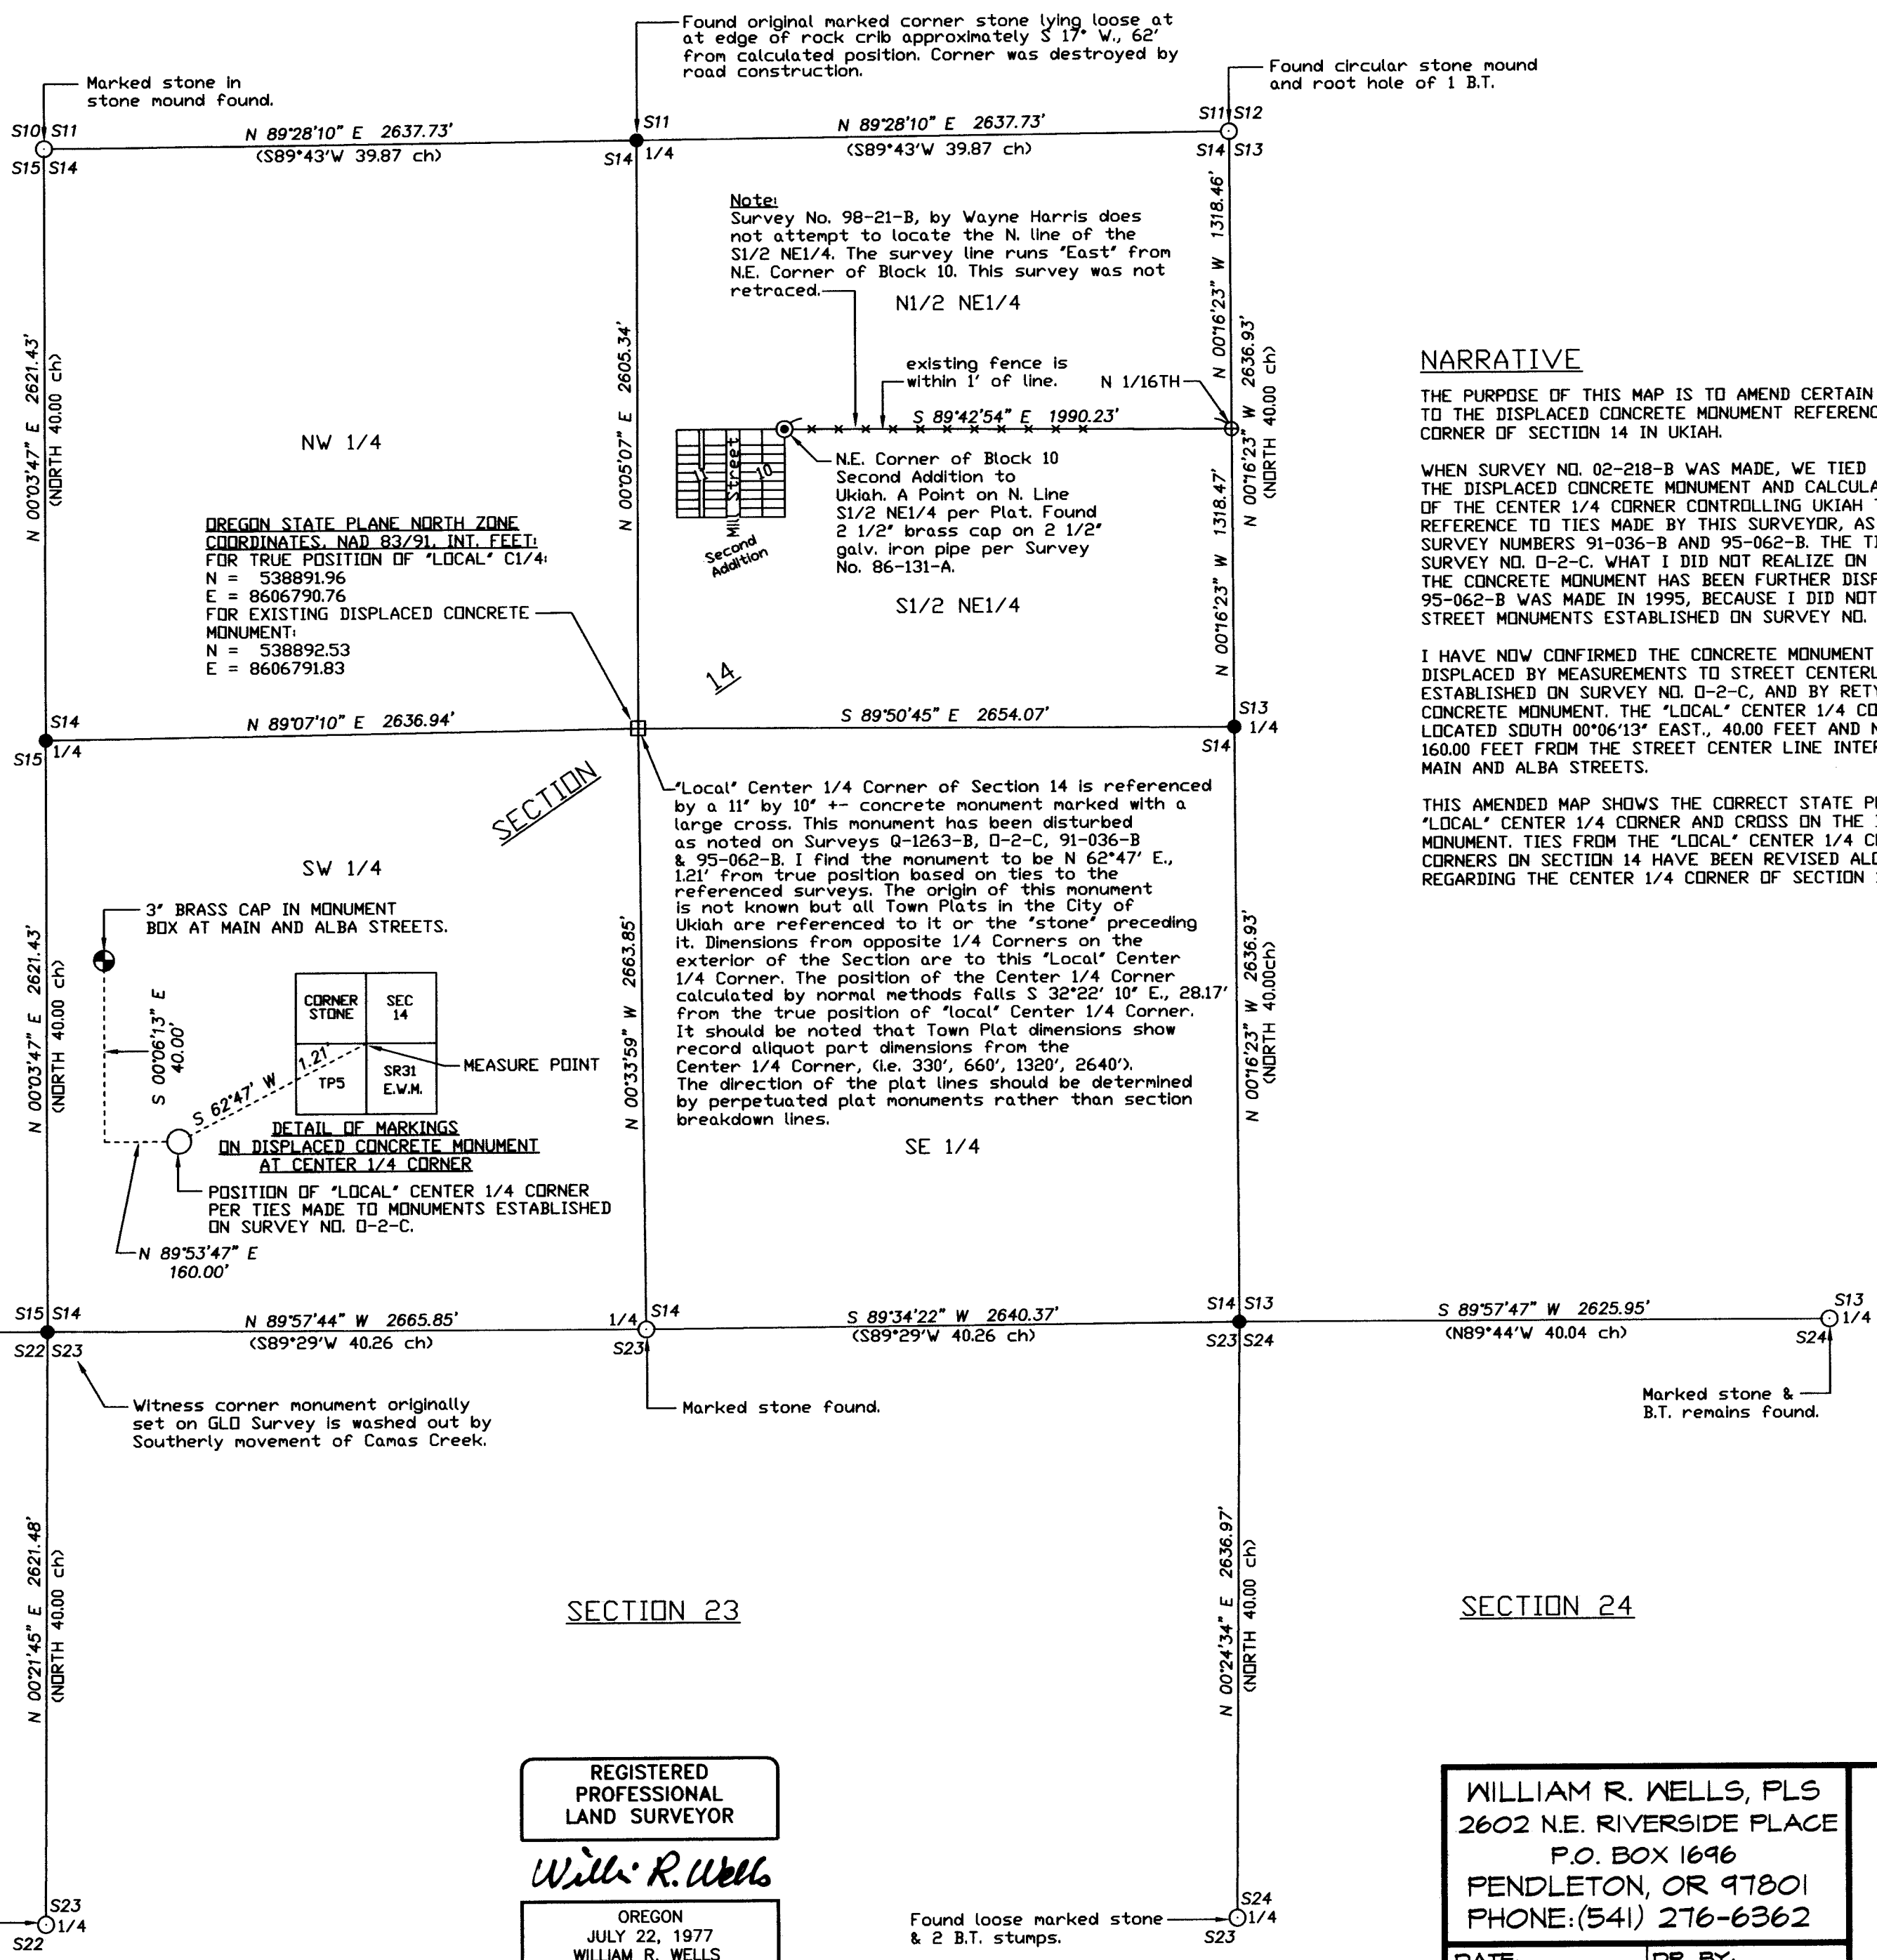 Found original marked corner stone lying loose at
at edge of rock crib approximately S 17° W., 62'
from calculated position. Corner was destroyed by
road construction.
Marked stone in
stone mound found.
Found circular stone mound
and root hole of 1 B.T.
S10 S11
S15 S14
N 89°28'10" E 2637.73'
(S89°43'W 39.87 ch)
S11
S14 1/4
N 89°28'10" E 2637.73'
(S89°43'W 39.87 ch)
S11 S12
S14 S13
Note:
Survey No. 98-21-B, by Wayne Harris does
not attempt to locate the N. line of the
S1/2 NE1/4. The survey line runs "East" from
N.E. Corner of Block 10. This survey was not
retraced.
N1/2 NE1/4
N 00°16'23" W 1318.46'
N 00°16'23" W 2636.93'
(NORTH 40.00 ch)
existing fence is
within 1' of line.
N 1/16TH
S 89°42'54" E 1990.23'
N 00°03'47" E 2621.43'
(NORTH 40.00 ch)
NW 1/4
N 00°05'07" E 2605.34'
11
Mill Street
10
Second
Addition
N.E. Corner of Block 10
Second Addition to
Ukiah. A Point on N. Line
S1/2 NE1/4 per Plat. Found
2 1/2" brass cap on 2 1/2"
galv. iron pipe per Survey
No. 86-131-A.
N 00°16'23" W 1318.47'
S1/2 NE1/4
OREGON STATE PLANE NORTH ZONE
COORDINATES, NAD 83/91, INT. FEET:
FOR TRUE POSITION OF "LOCAL" C1/4:
N = 538891.96
E = 8606790.76
FOR EXISTING DISPLACED CONCRETE
MONUMENT:
N = 538892.53
E = 8606791.83
SECTION 14
S14
S15 1/4
N 89°07'10" E 2636.94'
S 89°50'45" E 2654.07'
S13
S14 1/4
"Local" Center 1/4 Corner of Section 14 is referenced
by a 11" by 10" +- concrete monument marked with a
large cross. This monument has been disturbed
as noted on Surveys Q-1263-B, O-2-C, 91-036-B
& 95-062-B. I find the monument to be N 62°47' E.,
1.21' from true position based on ties to the
referenced surveys. The origin of this monument
is not known but all Town Plats in the City of
Ukiah are referenced to it or the "stone" preceding
it. Dimensions from opposite 1/4 Corners on the
exterior of the Section are to this "Local" Center
1/4 Corner. The position of the Center 1/4 Corner
calculated by normal methods falls S 32°22' 10" E., 28.17'
from the true position of "local" Center 1/4 Corner.
It should be noted that Town Plat dimensions show
record aliquot part dimensions from the
Center 1/4 Corner, (i.e. 330', 660', 1320', 2640').
The direction of the plat lines should be determined
by perpetuated plat monuments rather than section
breakdown lines.
SE 1/4
SW 1/4
3" BRASS CAP IN MONUMENT
BOX AT MAIN AND ALBA STREETS.
N 00°03'47" E 2621.43'
(NORTH 40.00 ch)
S 00°06'13" E
40.00'
CORNER
STONE
SEC
14
TP5
SR31
E.W.M.
1.21'
S 62°47' W
MEASURE POINT
DETAIL OF MARKINGS
ON DISPLACED CONCRETE MONUMENT
AT CENTER 1/4 CORNER
POSITION OF "LOCAL" CENTER 1/4 CORNER
PER TIES MADE TO MONUMENTS ESTABLISHED
ON SURVEY NO. O-2-C.
N 89°53'47" E
160.00'
N 00°33'59" W 2663.85'
N 00°16'23" W 2636.93'
(NORTH 40.00ch)
NARRATIVE
THE PURPOSE OF THIS MAP IS TO AMEND CERTAIN
TO THE DISPLACED CONCRETE MONUMENT REFERENC
CORNER OF SECTION 14 IN UKIAH.
WHEN SURVEY NO. 02-218-B WAS MADE, WE TIED
THE DISPLACED CONCRETE MONUMENT AND CALCULA
OF THE CENTER 1/4 CORNER CONTROLLING UKIAH T
REFERENCE TO TIES MADE BY THIS SURVEYOR, AS
SURVEY NUMBERS 91-036-B AND 95-062-B. THE TI
SURVEY NO. O-2-C. WHAT I DID NOT REALIZE ON
THE CONCRETE MONUMENT HAS BEEN FURTHER DISP
95-062-B WAS MADE IN 1995, BECAUSE I DID NOT
STREET MONUMENTS ESTABLISHED ON SURVEY NO.
I HAVE NOW CONFIRMED THE CONCRETE MONUMENT
DISPLACED BY MEASUREMENTS TO STREET CENTERL
ESTABLISHED ON SURVEY NO. O-2-C, AND BY RETY
CONCRETE MONUMENT. THE "LOCAL" CENTER 1/4 CO
LOCATED SOUTH 00°06'13" EAST., 40.00 FEET AND N
160.00 FEET FROM THE STREET CENTER LINE INTER
MAIN AND ALBA STREETS.
THIS AMENDED MAP SHOWS THE CORRECT STATE P
"LOCAL" CENTER 1/4 CORNER AND CROSS ON THE
MONUMENT. TIES FROM THE "LOCAL" CENTER 1/4 C
CORNERS ON SECTION 14 HAVE BEEN REVISED ALO
REGARDING THE CENTER 1/4 CORNER OF SECTION 1
S15 S14
S22 S23
N 89°57'44" W 2665.85'
(S89°29'W 40.26 ch)
1/4 S14
S23
S 89°34'22" W 2640.37'
(S89°29'W 40.26 ch)
S14 S13
S23 S24
S 89°57'47" W 2625.95'
(N89°44'W 40.04 ch)
S13
S24 1/4
Witness corner monument originally
set on GLO Survey is washed out by
Southerly movement of Camas Creek.
Marked stone found.
Marked stone &
B.T. remains found.
N 00°21'45" E 2621.48'
(NORTH 40.00 ch)
SECTION 23
N 00°24'34" E 2636.97'
(NORTH 40.00 ch)
SECTION 24
REGISTERED
PROFESSIONAL
LAND SURVEYOR
Willi R. Wells
OREGON
JULY 22, 1977
WILLIAM R. WELLS
S23
1/4
S22
Found loose marked stone
& 2 B.T. stumps.
S24
1/4
S23
WILLIAM R. WELLS, PLS
2602 N.E. RIVERSIDE PLACE
P.O. BOX 1696
PENDLETON, OR 97801
PHONE:(541) 276-6362
DATE:
DR. BY: